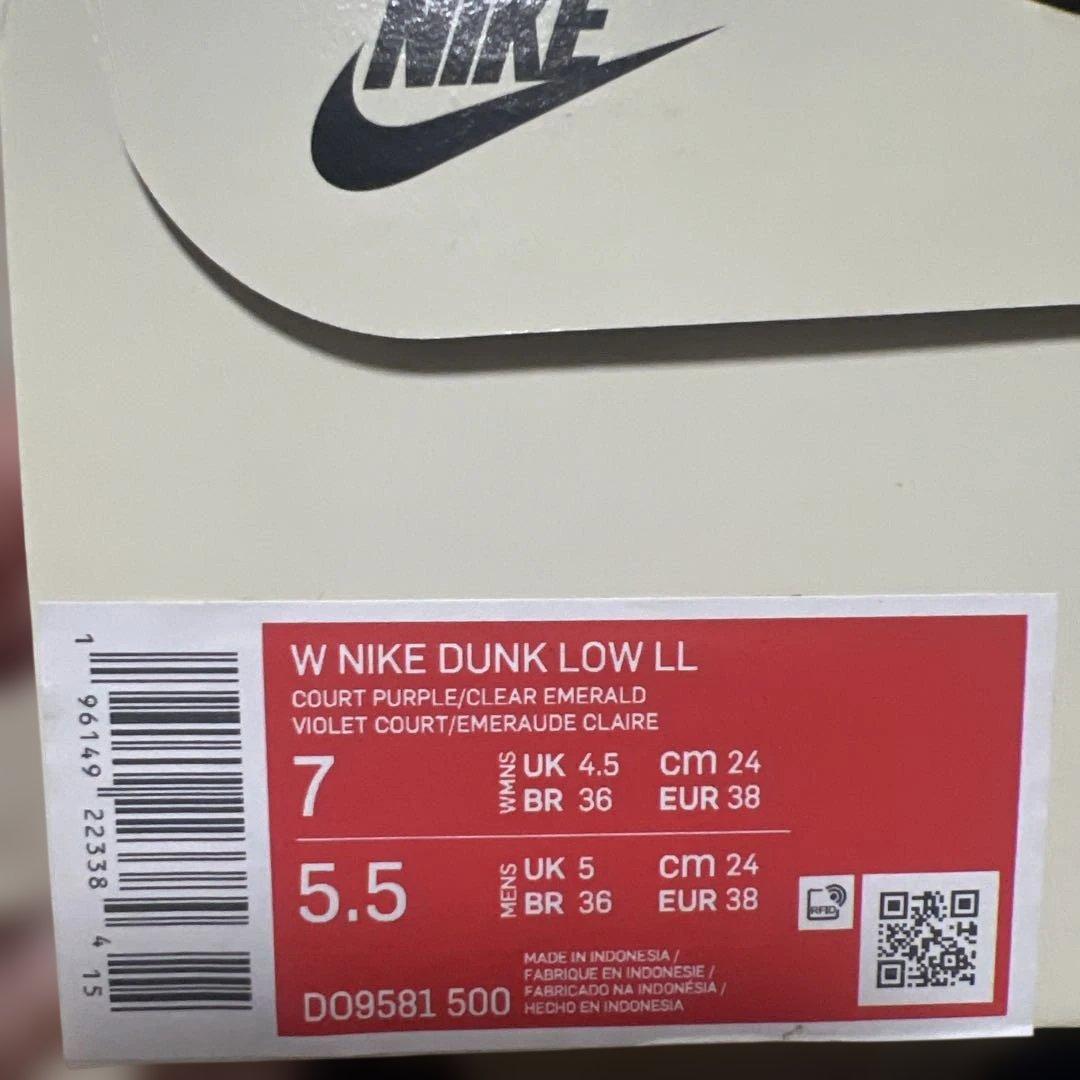 NIKE
W NIKE DUNK LOW LL
COURT PURPLE/CLEAR EMERALD
VIOLET COURT/EMERAUDE CLAIRE
7 WMNS UK 4.5 cm 24
BR 36 EUR 38
5.5 MENS UK 5 cm 24
BR 36 EUR 38
RFID
MADE IN INDONESIA /
FABRIQUE EN INDONESIE /
FABRICADO NA INDONÉSIA /
HECHO EN INDONESIA
DO9581 500
1 96149 22338 4 15